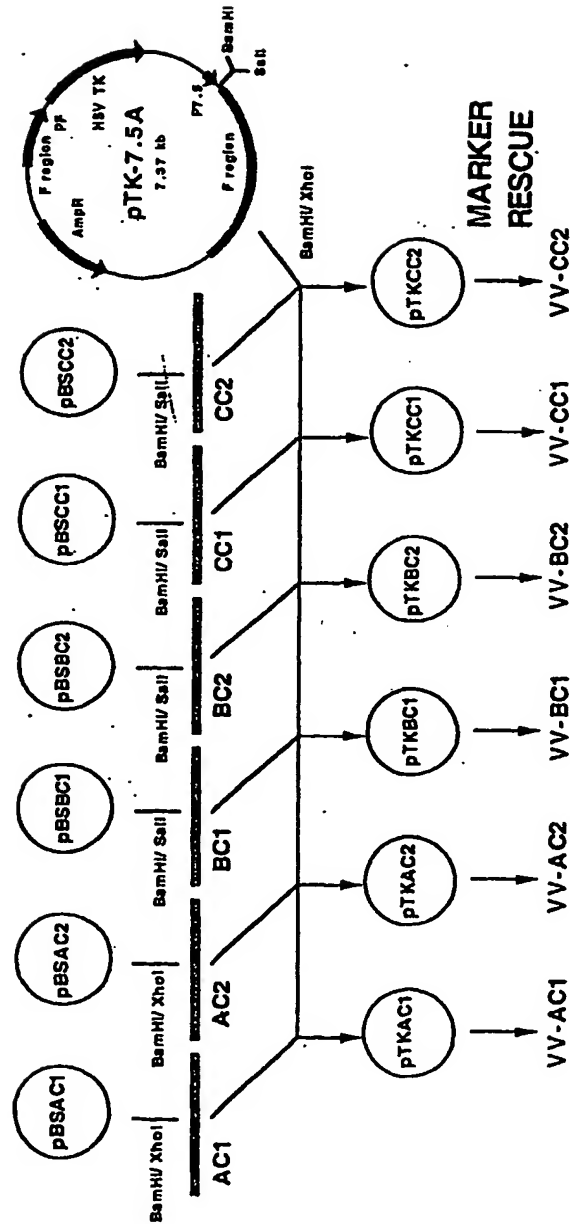 pBSAC1
pBSAC2
pBSBC1
pBSBC2
pBSCC1
pBSCC2
F region
PF
HSV TK
AmpR
pTK-7.5A
7.37 kb
P7.5
F region
BamHI
SalI
BamHI/ XhoI
BamHI/ XhoI
BamHI/ SalI
BamHI/ SalI
BamHI/ SalI
BamHI/ SalI
AC1
AC2
BC1
BC2
CC1
CC2
BamHI/ XhoI
pTKAC1
pTKAC2
pTKBC1
pTKBC2
pTKCC1
pTKCC2
MARKER
RESCUE
VV-AC1
VV-AC2
VV-BC1
VV-BC2
VV-CC1
VV-CC2